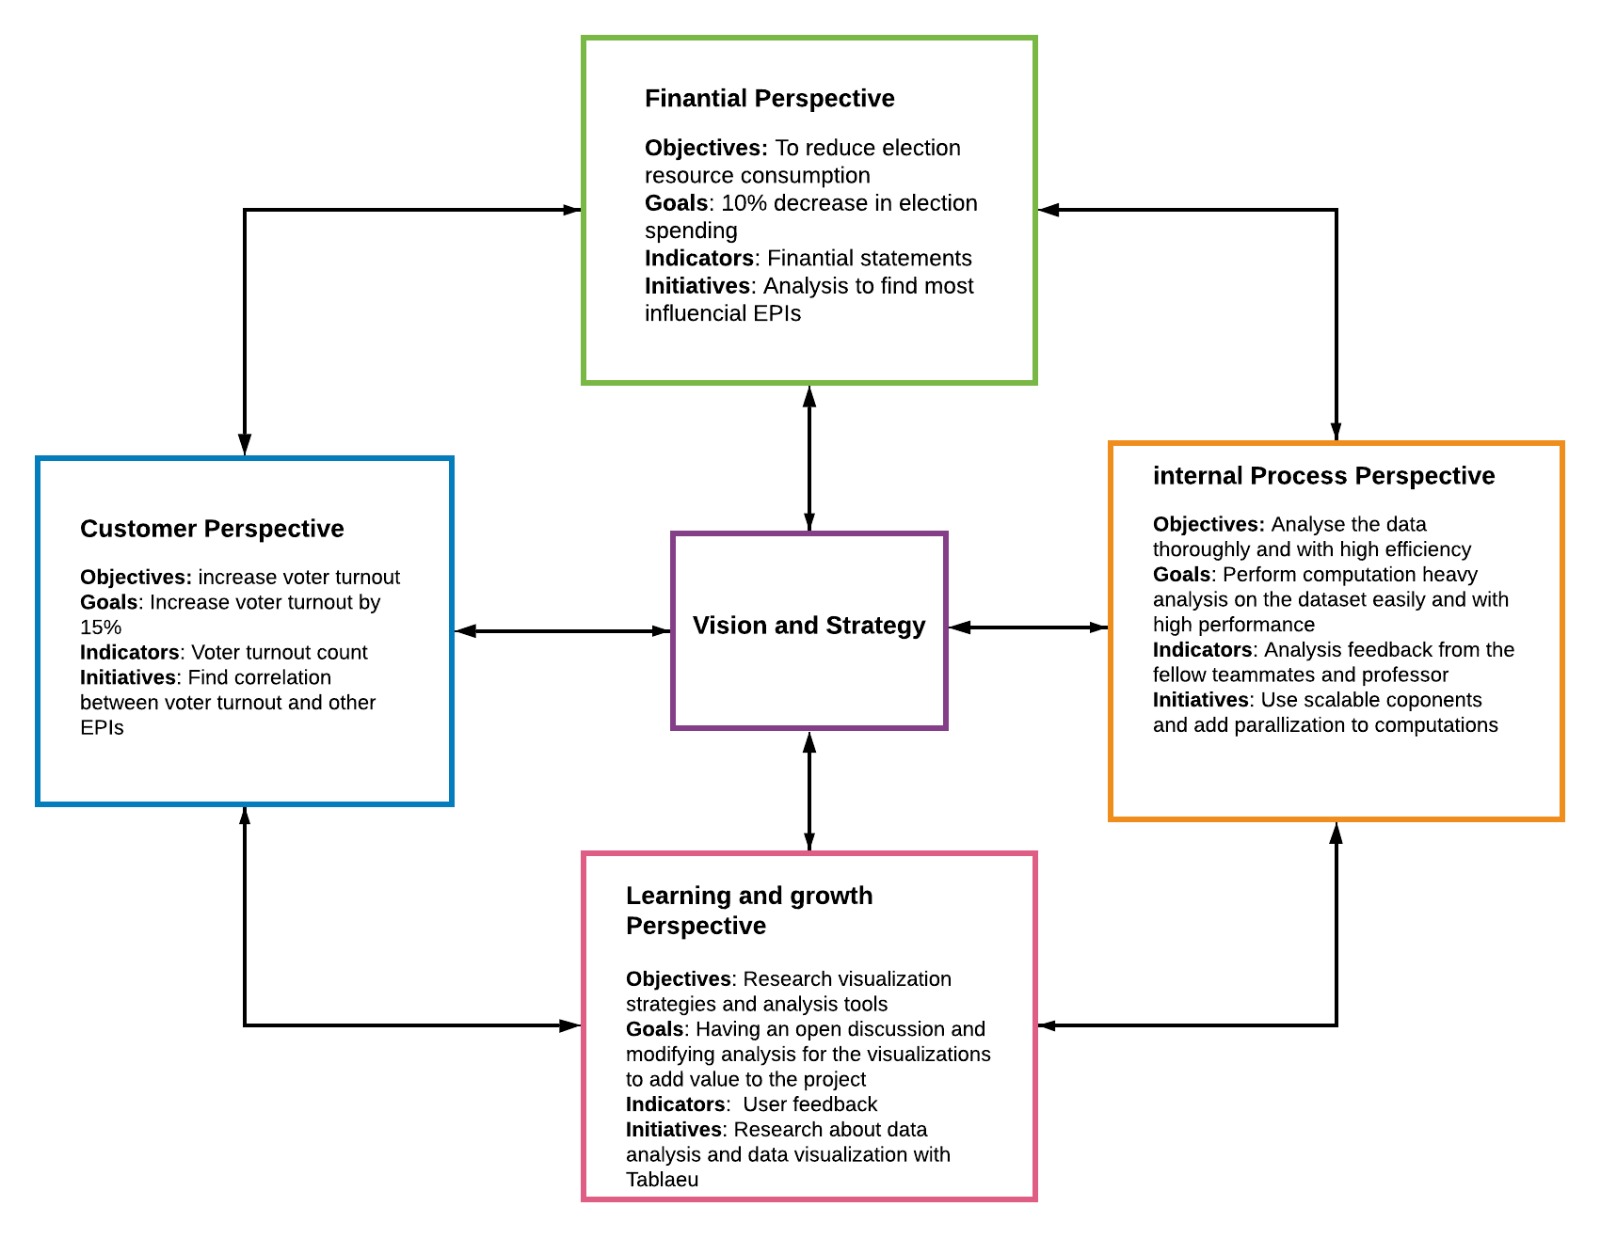 Finantial Perspective
Objectives: To reduce election
resource consumption
Goals: 10% decrease in election
spending
Indicators: Finantial statements
Initiatives: Analysis to find most
influencial EPIs
Customer Perspective
Objectives: increase voter turnout
Goals: Increase voter turnout by
15%
Indicators: Voter turnout count
Initiatives: Find correlation
between voter turnout and other
EPIs
Vision and Strategy
internal Process Perspective
Objectives: Analyse the data
thoroughly and with high efficiency
Goals: Perform computation heavy
analysis on the dataset easily and with
high performance
Indicators: Analysis feedback from the
fellow teammates and professor
Initiatives: Use scalable coponents
and add parallization to computations
Learning and growth
Perspective
Objectives: Research visualization
strategies and analysis tools
Goals: Having an open discussion and
modifying analysis for the visualizations
to add value to the project
Indicators:  User feedback
Initiatives: Research about data
analysis and data visualization with
Tablaeu